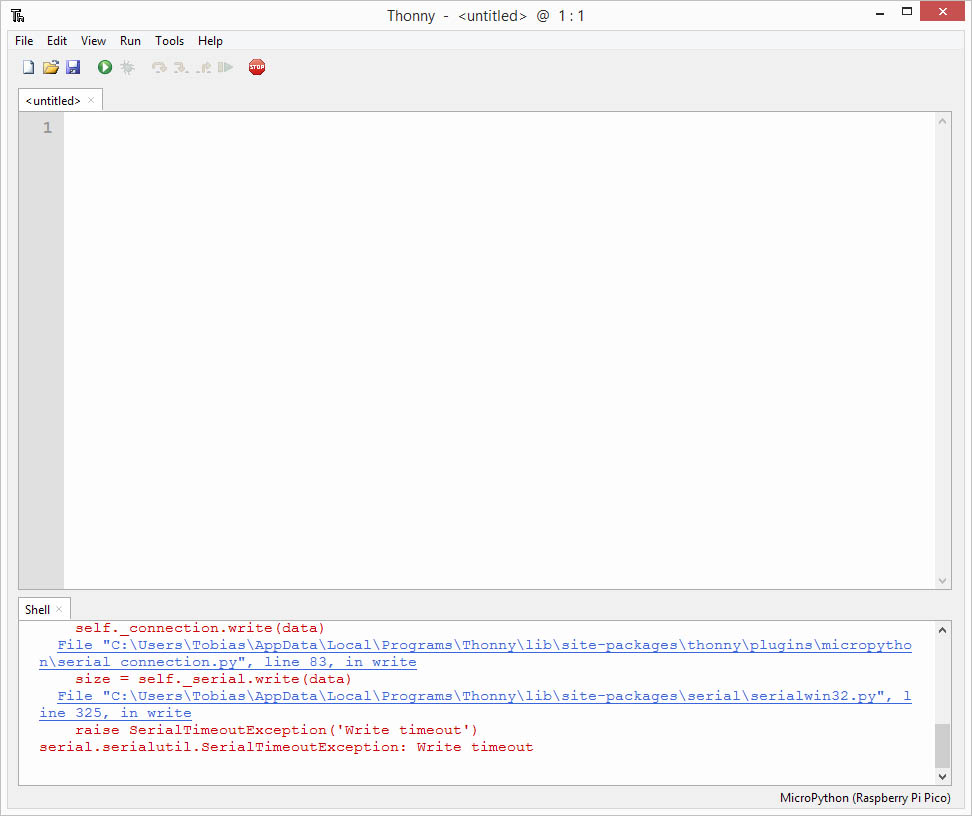 Thonny - <untitled> @ 1 : 1
File Edit View Run Tools Help
STOP
<untitled> ×
1
Shell ×
self._connection.write(data)
File "C:\Users\Tobias\AppData\Local\Programs\Thonny\lib\site-packages\thonny\plugins\micropytho
n\serial_connection.py", line 83, in write
size = self._serial.write(data)
File "C:\Users\Tobias\AppData\Local\Programs\Thonny\lib\site-packages\serial\serialwin32.py", l
ine 325, in write
raise SerialTimeoutException('Write timeout')
serial.serialutil.SerialTimeoutException: Write timeout
MicroPython (Raspberry Pi Pico)